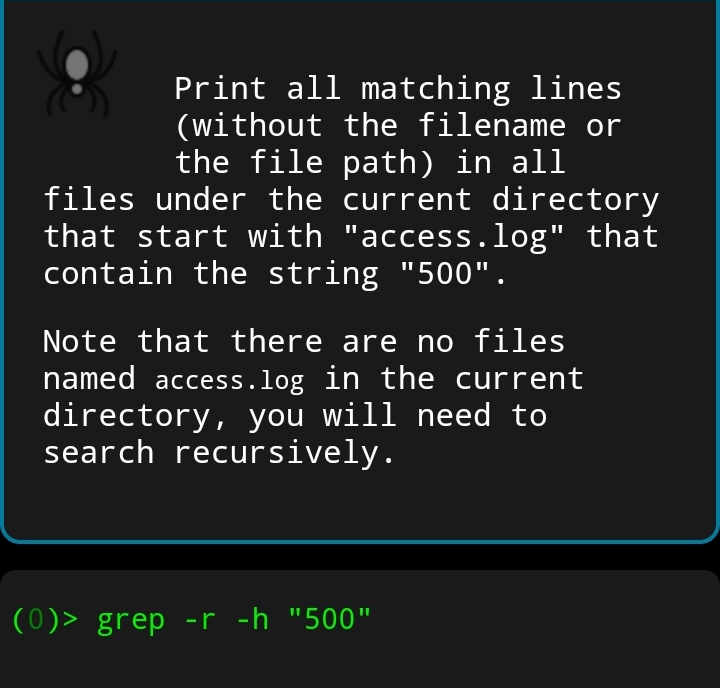 Print all matching lines
(without the filename or
the file path) in all
files under the current directory
that start with "access.log" that
contain the string "500".
Note that there are no files
named access.log in the current
directory, you will need to
search recursively.
(0)> grep -r -h "500"